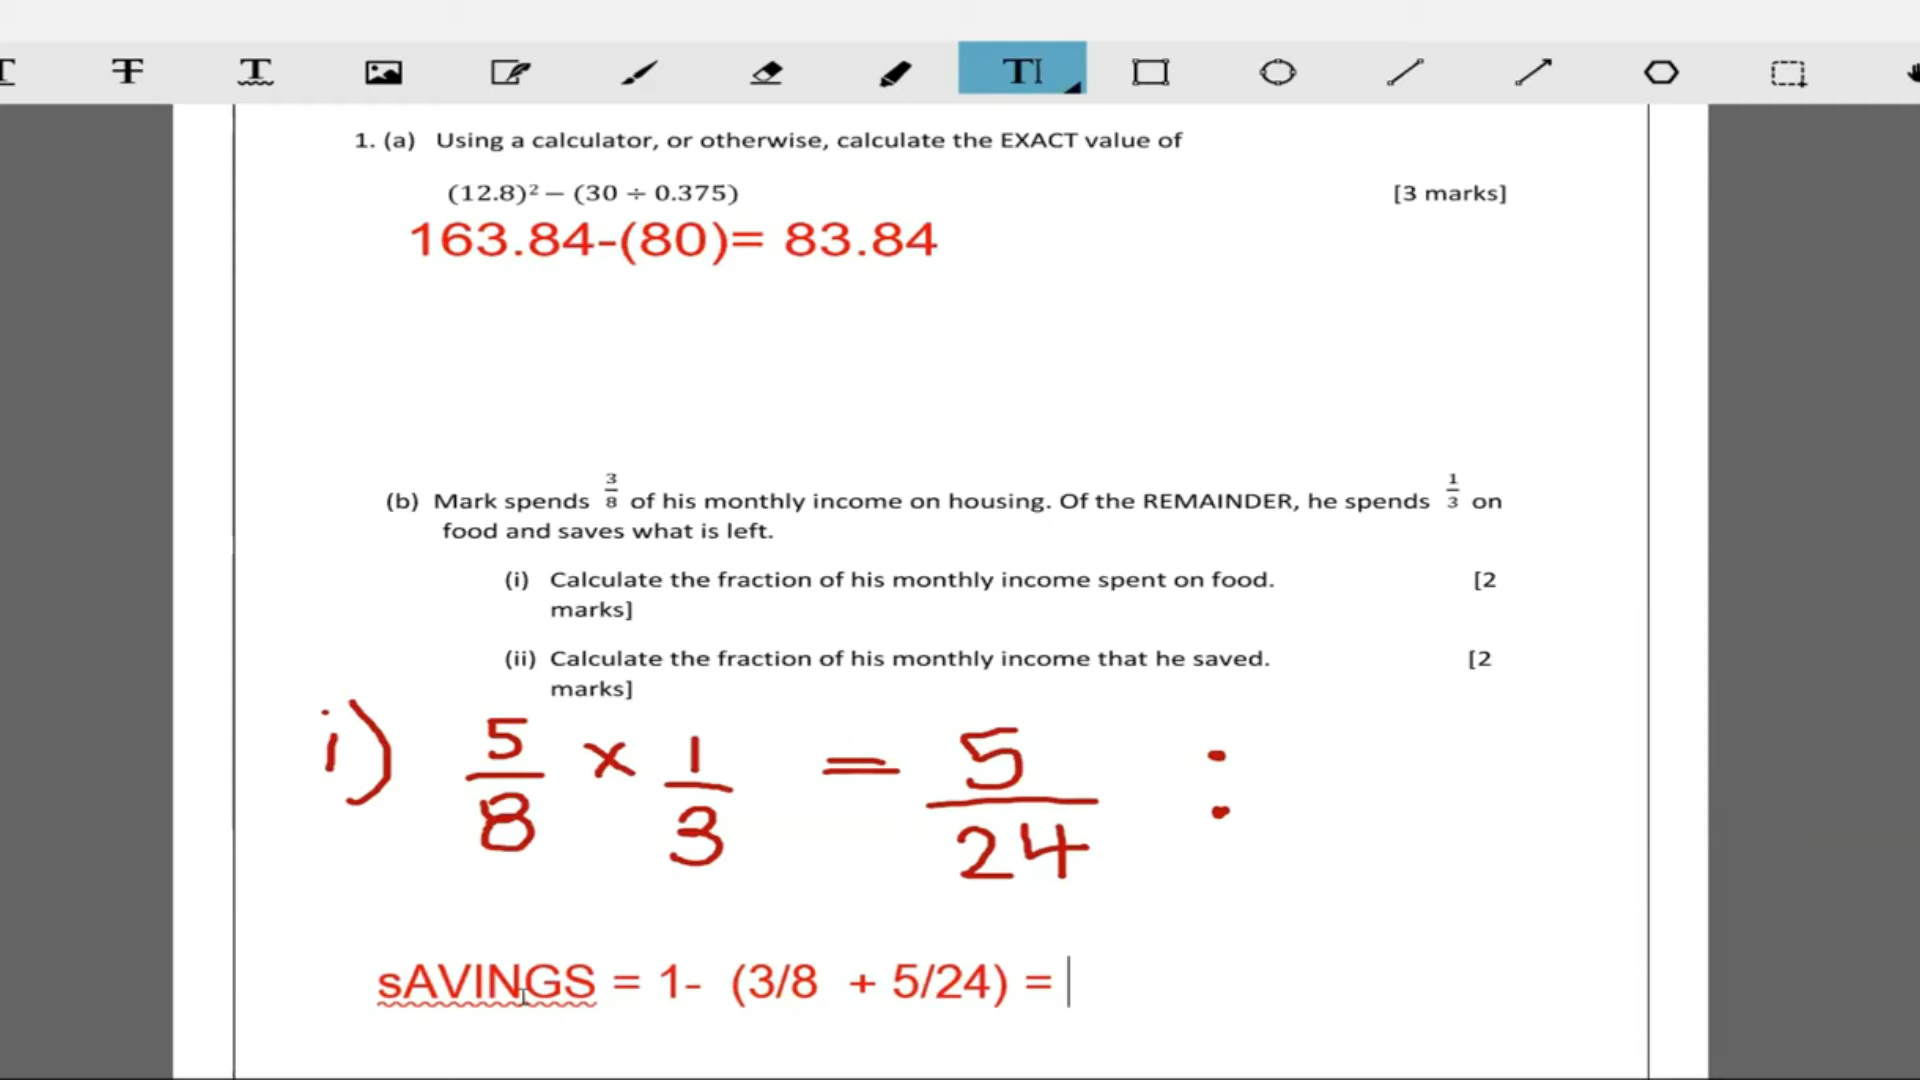 1. (a) Using a calculator, or otherwise, calculate the EXACT value of
(12.8)² − (30 ÷ 0.375) [3 marks]
163.84-(80)= 83.84
(b) Mark spends 3/8 of his monthly income on housing. Of the REMAINDER, he spends 1/3 on
food and saves what is left.
(i) Calculate the fraction of his monthly income spent on food. [2
marks]
(ii) Calculate the fraction of his monthly income that he saved. [2
marks]
i) 5/8 × 1/3 = 5/24 :
sAVINGS = 1- (3/8 + 5/24) =